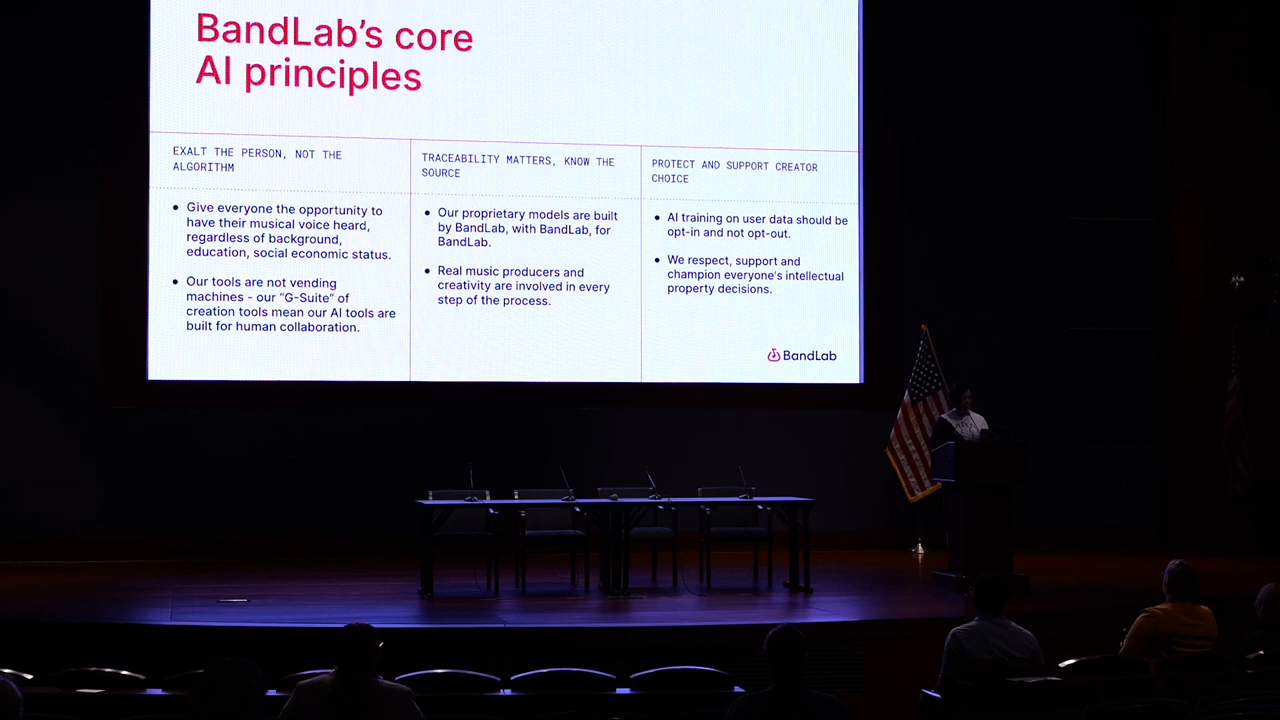 BandLab’s core
AI principles
EXALT THE PERSON, NOT THE
ALGORITHM
• Give everyone the opportunity to
have their musical voice heard,
regardless of background,
education, social economic status.
• Our tools are not vending
machines - our “G-Suite” of
creation tools mean our AI tools are
built for human collaboration.
TRACEABILITY MATTERS, KNOW THE
SOURCE
• Our proprietary models are built
by BandLab, with BandLab, for
BandLab.
• Real music producers and
creativity are involved in every
step of the process.
PROTECT AND SUPPORT CREATOR
CHOICE
• AI training on user data should be
opt-in and not opt-out.
• We respect, support and
champion everyone's intellectual
property decisions.
BandLab